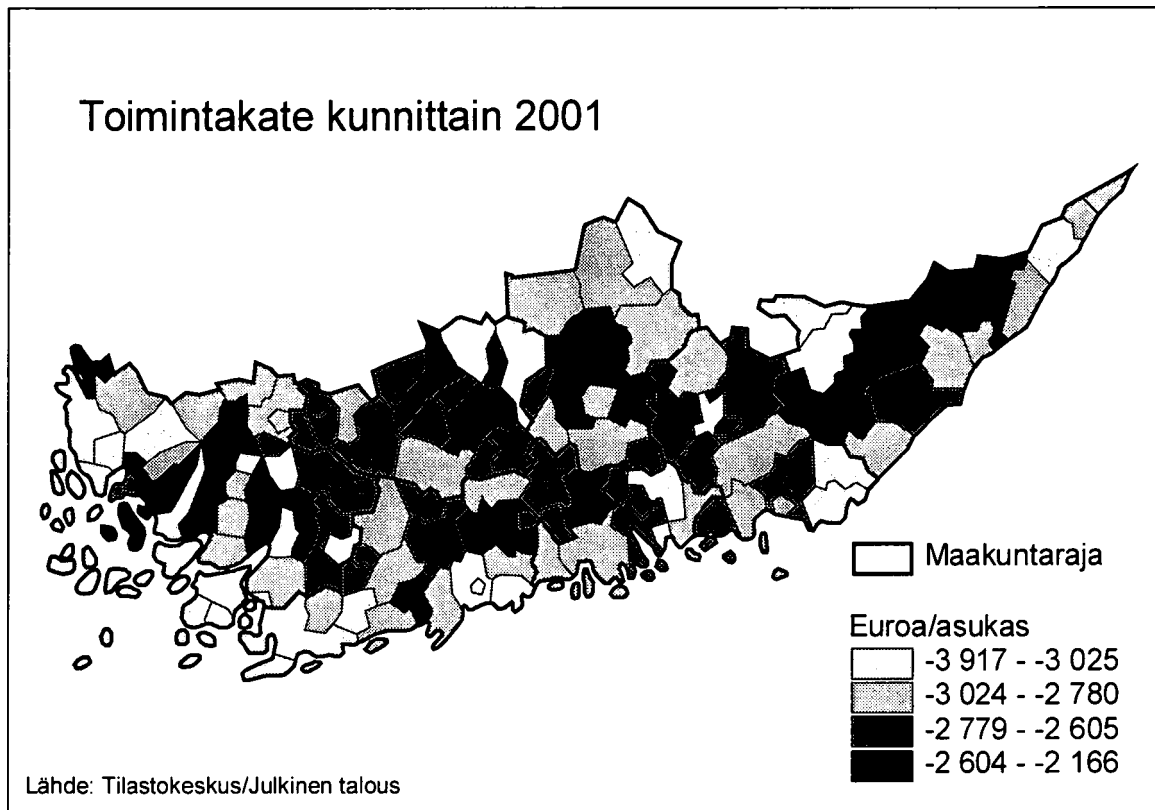 Toimintakate kunnittain 2001
Maakuntaraja
Euroa/asukas
-3 917 - -3 025
-3 024 - -2 780
-2 779 - -2 605
-2 604 - -2 166
Lähde: Tilastokeskus/Julkinen talous